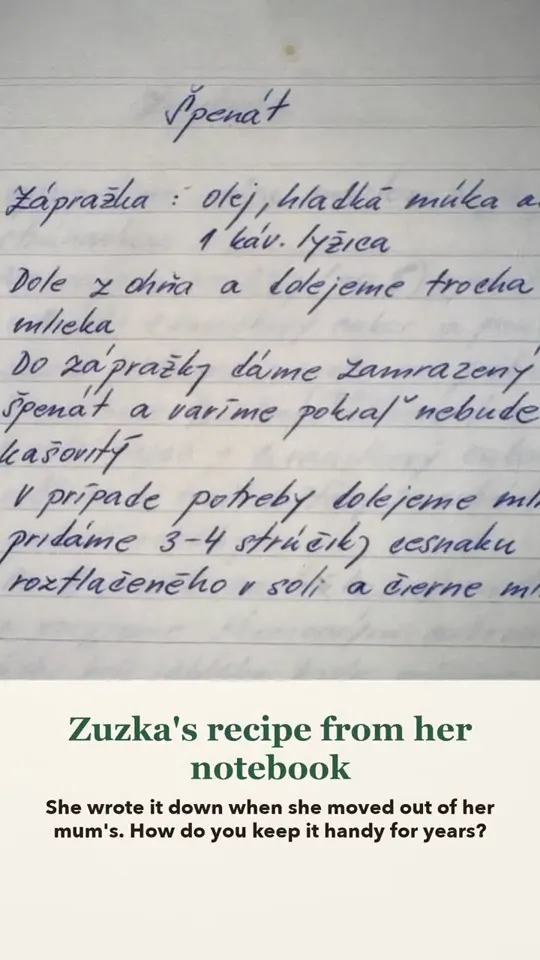 Špenát
Zápražka : olej, hladká múka a
1 káv. lyžica
Dole z ohňa a dolejeme trocha
mlieka
Do zápražky dáme zamrazený
špenát a varíme pokiaľ nebude
kašovitý
V prípade potreby dolejeme
pridáme 3-4 strúčiky cesnaku
roztlačeného v soli a čierne
Zuzka's recipe from her
notebook
She wrote it down when she moved out of her
mum's. How do you keep it handy for years?